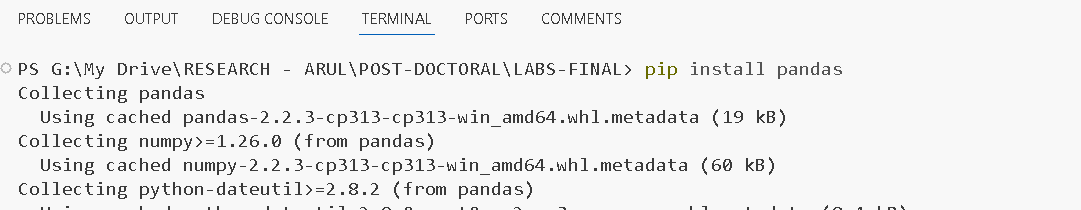 PROBLEMS OUTPUT DEBUG CONSOLE TERMINAL PORTS COMMENTS
PS G:\My Drive\RESEARCH - ARUL\POST-DOCTORAL\LABS-FINAL> pip install pandas
Collecting pandas
  Using cached pandas-2.2.3-cp313-cp313-win_amd64.whl.metadata (19 kB)
Collecting numpy>=1.26.0 (from pandas)
  Using cached numpy-2.2.3-cp313-cp313-win_amd64.whl.metadata (60 kB)
Collecting python-dateutil>=2.8.2 (from pandas)